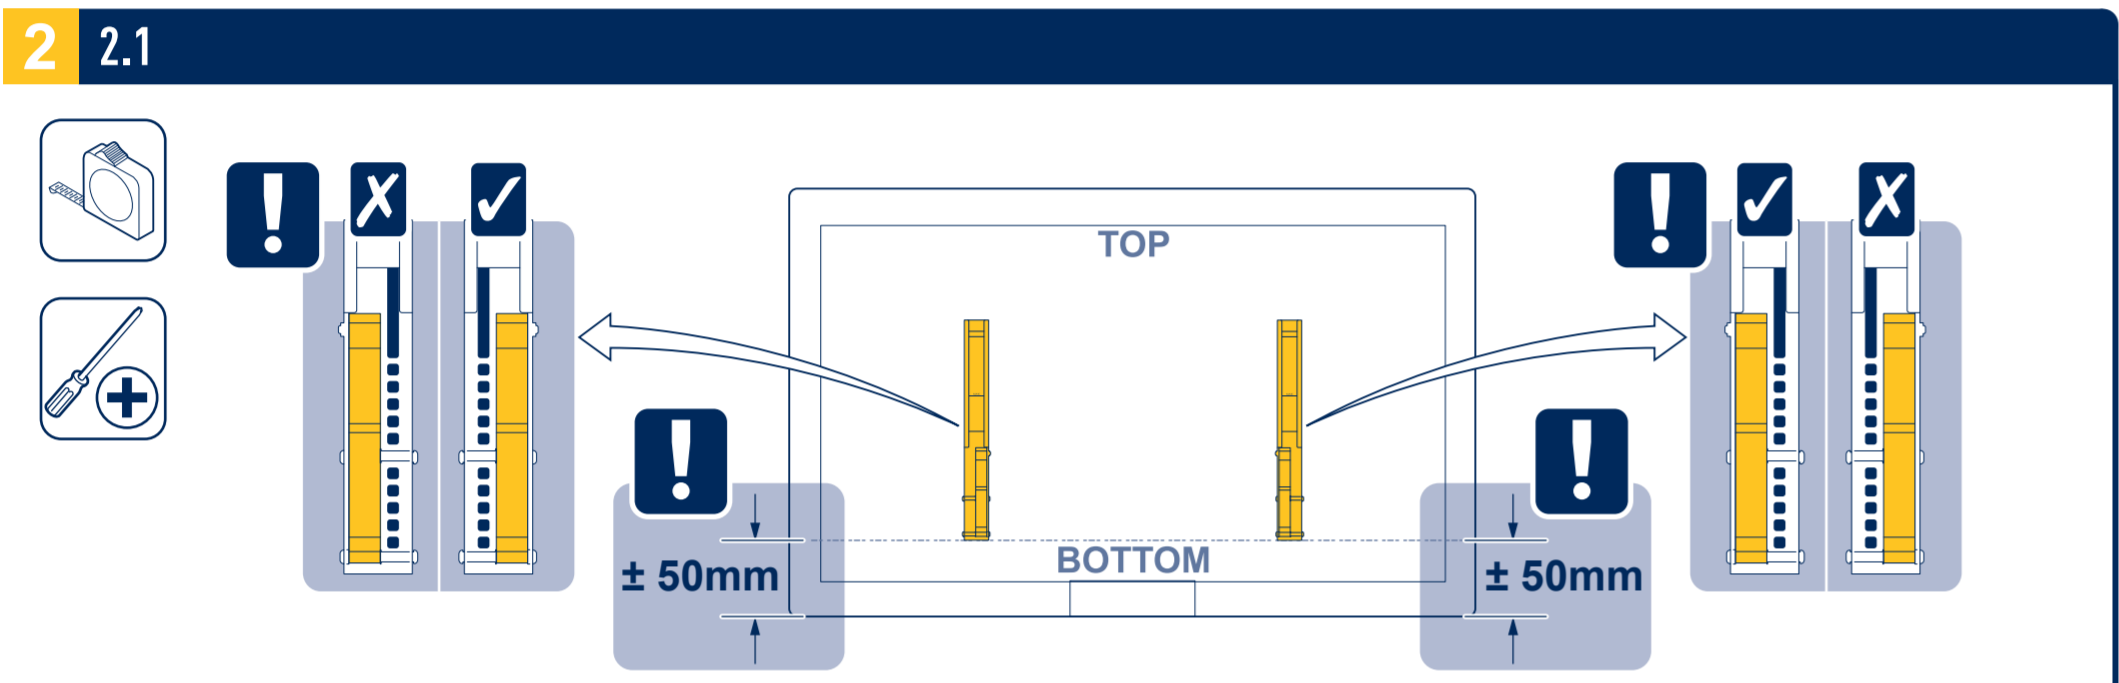 2 2.1
! ✗ ✓
! ✓ ✗
TOP
! !
BOTTOM
± 50mm ± 50mm